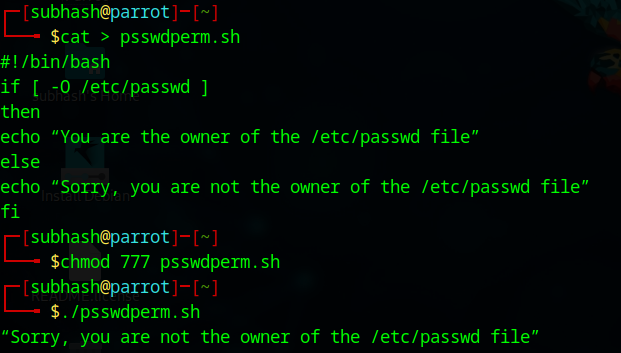 ┌─[subhash@parrot]─[~]
└──╼ $cat > psswdperm.sh
#!/bin/bash
if [ -O /etc/passwd ]
then
echo “You are the owner of the /etc/passwd file”
else
echo “Sorry, you are not the owner of the /etc/passwd file”
fi
┌─[subhash@parrot]─[~]
└──╼ $chmod 777 psswdperm.sh
┌─[subhash@parrot]─[~]
└──╼ $./psswdperm.sh
“Sorry, you are not the owner of the /etc/passwd file”